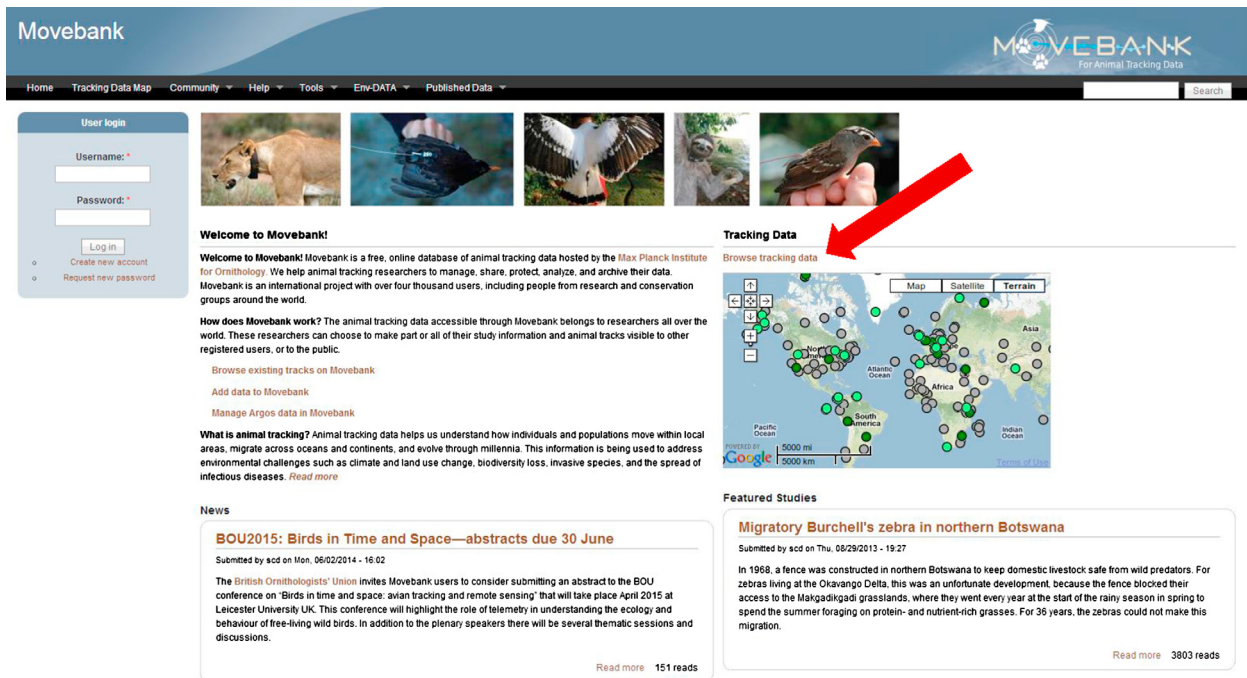 Movebank
MOVEBANK
For Animal Tracking Data
Home Tracking Data Map Community Help Tools Env-DATA Published Data Search
User login
Username: *
Password: *
Log in
Create new account
Request new password
Welcome to Movebank!
Welcome to Movebank! Movebank is a free, online database of animal tracking data hosted by the Max Planck Institute
for Ornithology. We help animal tracking researchers to manage, share, protect, analyze, and archive their data.
Movebank is an international project with over four thousand users, including people from research and conservation
groups around the world.
How does Movebank work? The animal tracking data accessible through Movebank belongs to researchers all over the
world. These researchers can choose to make part or all of their study information and animal tracks visible to other
registered users, or to the public.
Browse existing tracks on Movebank
Add data to Movebank
Manage Argos data in Movebank
What is animal tracking? Animal tracking data helps us understand how individuals and populations move within local
areas, migrate across oceans and continents, and evolve through millennia. This information is being used to address
environmental challenges such as climate and land use change, biodiversity loss, invasive species, and the spread of
infectious diseases. Read more
News
BOU2015: Birds in Time and Space—abstracts due 30 June
Submitted by scd on Mon, 06/02/2014 - 16:02
The British Ornithologists' Union invites Movebank users to consider submitting an abstract to the BOU
conference on "Birds in time and space: avian tracking and remote sensing" that will take place April 2015 at
Leicester University UK. This conference will highlight the role of telemetry in understanding the ecology and
behaviour of free-living wild birds. In addition to the plenary speakers there will be several thematic sessions and
discussions.
Read more 151 reads
Tracking Data
Browse tracking data
Map Satellite Terrain
Asia
Atlantic
Ocean
Africa
South
America
Pacific
Ocean
Indian
Ocean
POWERED BY
Google
5000 mi
5000 km
Terms of Use
Featured Studies
Migratory Burchell's zebra in northern Botswana
Submitted by scd on Thu, 08/29/2013 - 19:27
In 1968, a fence was constructed in northern Botswana to keep domestic livestock safe from wild predators. For
zebras living at the Okavango Delta, this was an unfortunate development, because the fence blocked their
access to the Makgadikgadi grasslands, where they went every year at the start of the rainy season in spring to
spend the summer foraging on protein- and nutrient-rich grasses. For 36 years, the zebras could not make this
migration.
Read more 3803 reads